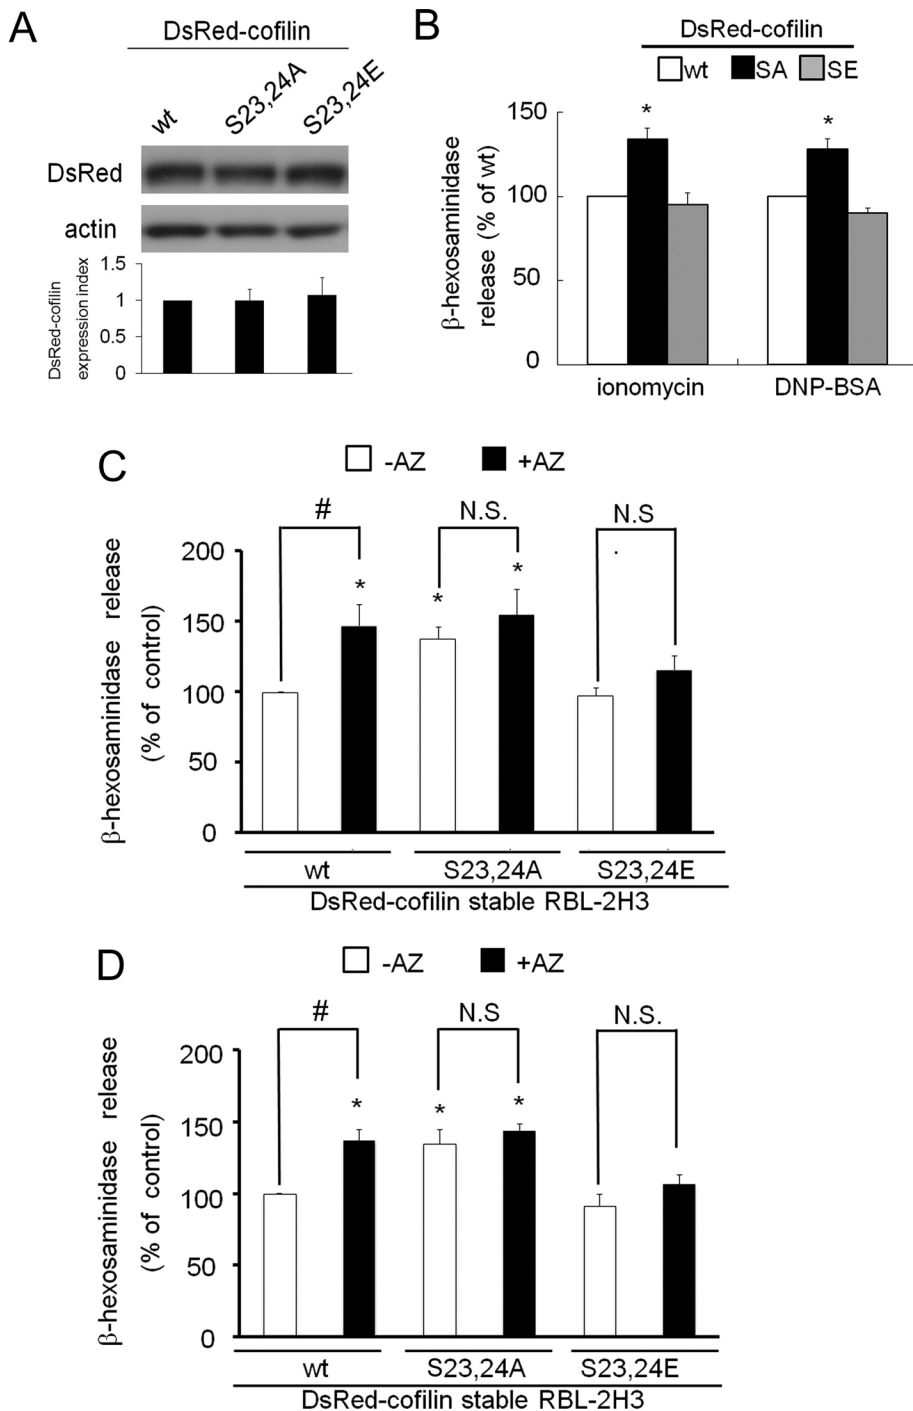 A
DsRed-cofilin
wt
S23,24A
S23,24E
DsRed
actin
DsRed-cofilin
expression index
1.5
1
0.5
0
B
DsRed-cofilin
wt
SA
SE
β-hexosaminidase
release (% of wt)
150
100
50
0
*
*
ionomycin
DNP-BSA
C
-AZ
+AZ
β-hexosaminidase release
(% of control)
200
150
100
50
0
#
N.S.
N.S
.
*
*
*
wt
S23,24A
S23,24E
DsRed-cofilin stable RBL-2H3
D
-AZ
+AZ
β-hexosaminidase release
(% of control)
200
150
100
50
0
#
N.S
N.S.
*
*
*
wt
S23,24A
S23,24E
DsRed-cofilin stable RBL-2H3